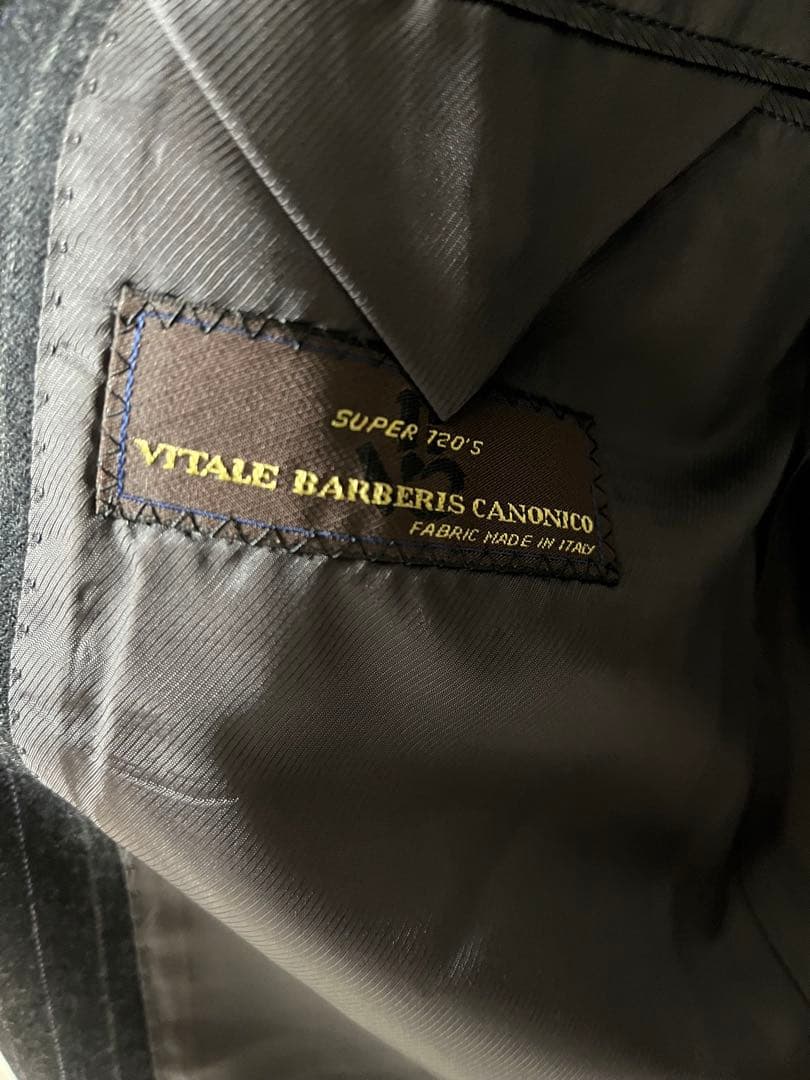 SUPER 120'S
VITALE BARBERIS CANONICO
FABRIC MADE IN ITALY